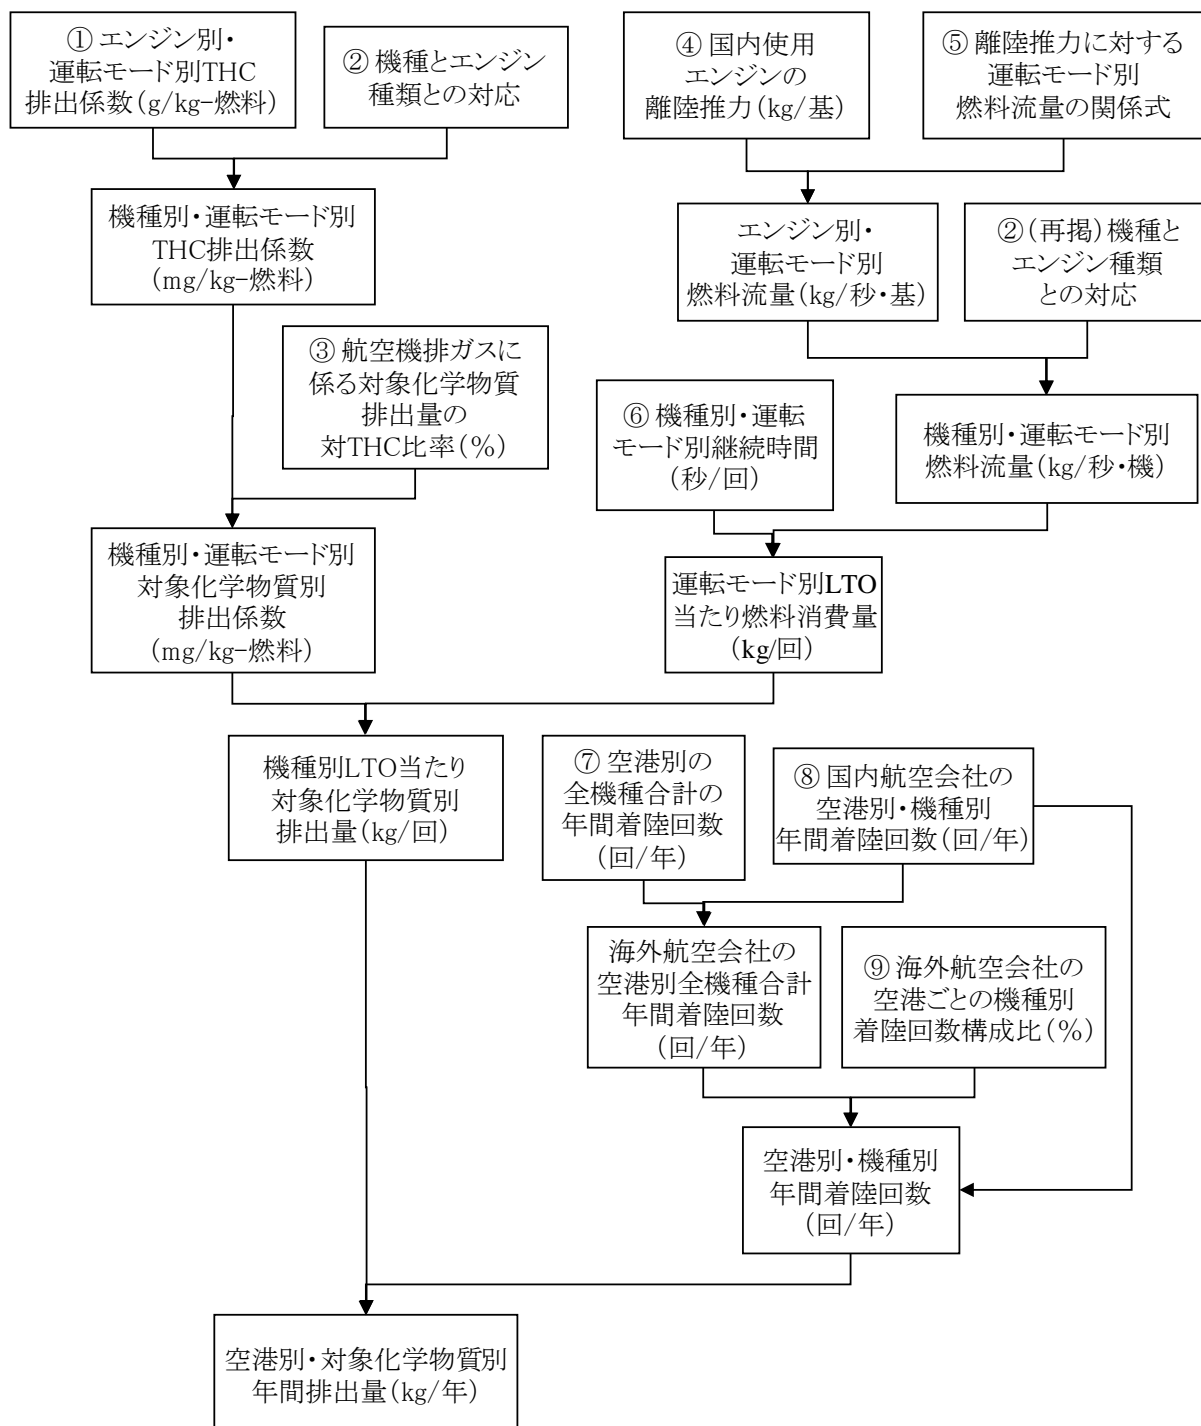 ① エンジン別・
運転モード別THC
排出係数(g/kg-燃料)
② 機種とエンジン
種類との対応
④ 国内使用
エンジンの
離陸推力(kg/基)
⑤ 離陸推力に対する
運転モード別
燃料流量の関係式
機種別・運転モード別
THC排出係数
(mg/kg-燃料)
エンジン別・
運転モード別
燃料流量(kg/秒・基)
②(再掲)機種と
エンジン種類
との対応
③ 航空機排ガスに
係る対象化学物質
排出量の
対THC比率(%)
⑥ 機種別・運転
モード別継続時間
(秒/回)
機種別・運転モード別
燃料流量(kg/秒・機)
機種別・運転モード別
対象化学物質別
排出係数
(mg/kg-燃料)
運転モード別LTO
当たり燃料消費量
(kg/回)
機種別LTO当たり
対象化学物質別
排出量(kg/回)
⑦ 空港別の
全機種合計の
年間着陸回数
(回/年)
⑧ 国内航空会社の
空港別・機種別
年間着陸回数(回/年)
海外航空会社の
空港別全機種合計
年間着陸回数
(回/年)
⑨ 海外航空会社の
空港ごとの機種別
着陸回数構成比(%)
空港別・機種別
年間着陸回数
(回/年)
空港別・対象化学物質別
年間排出量(kg/年)